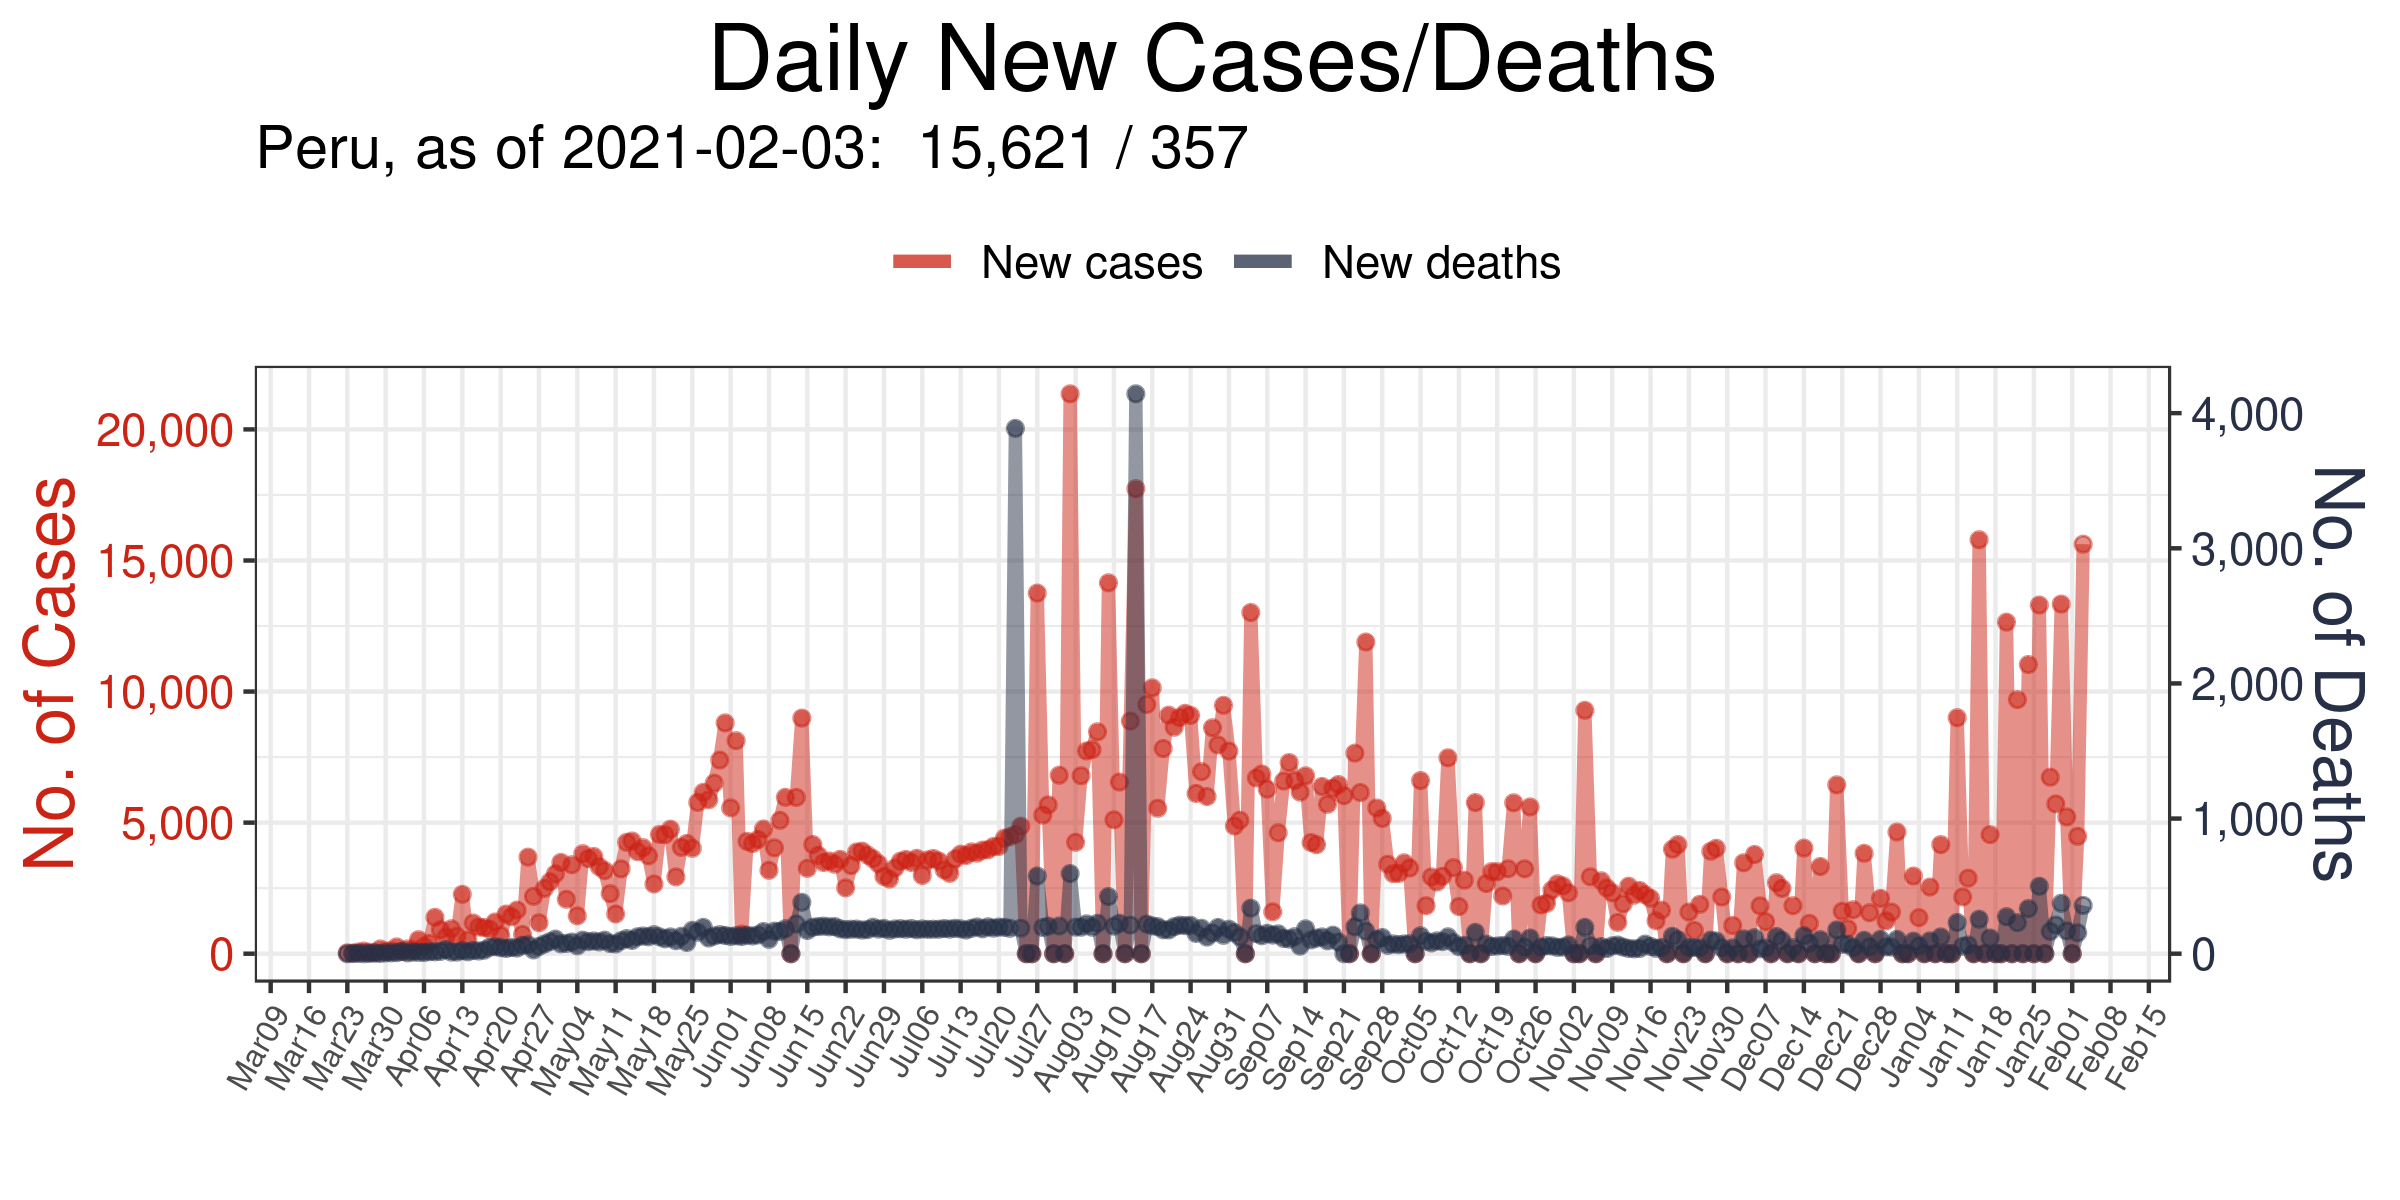 Daily New Cases/Deaths
Peru, as of 2021-02-03:  15,621 / 357
New cases New deaths
No. of Cases
20,000
15,000
10,000
5,000
0
4,000
3,000
2,000
1,000
0
No. of Deaths
Mar09 Mar16 Mar23 Mar30 Apr06 Apr13 Apr20 Apr27 May04 May11 May18 May25 Jun01 Jun08 Jun15 Jun22 Jun29 Jul06 Jul13 Jul20 Jul27 Aug03 Aug10 Aug17 Aug24 Aug31 Sep07 Sep14 Sep21 Sep28 Oct05 Oct12 Oct19 Oct26 Nov02 Nov09 Nov16 Nov23 Nov30 Dec07 Dec14 Dec21 Dec28 Dec04 Jan11 Jan18 Jan25 Feb01 Feb08 Feb15